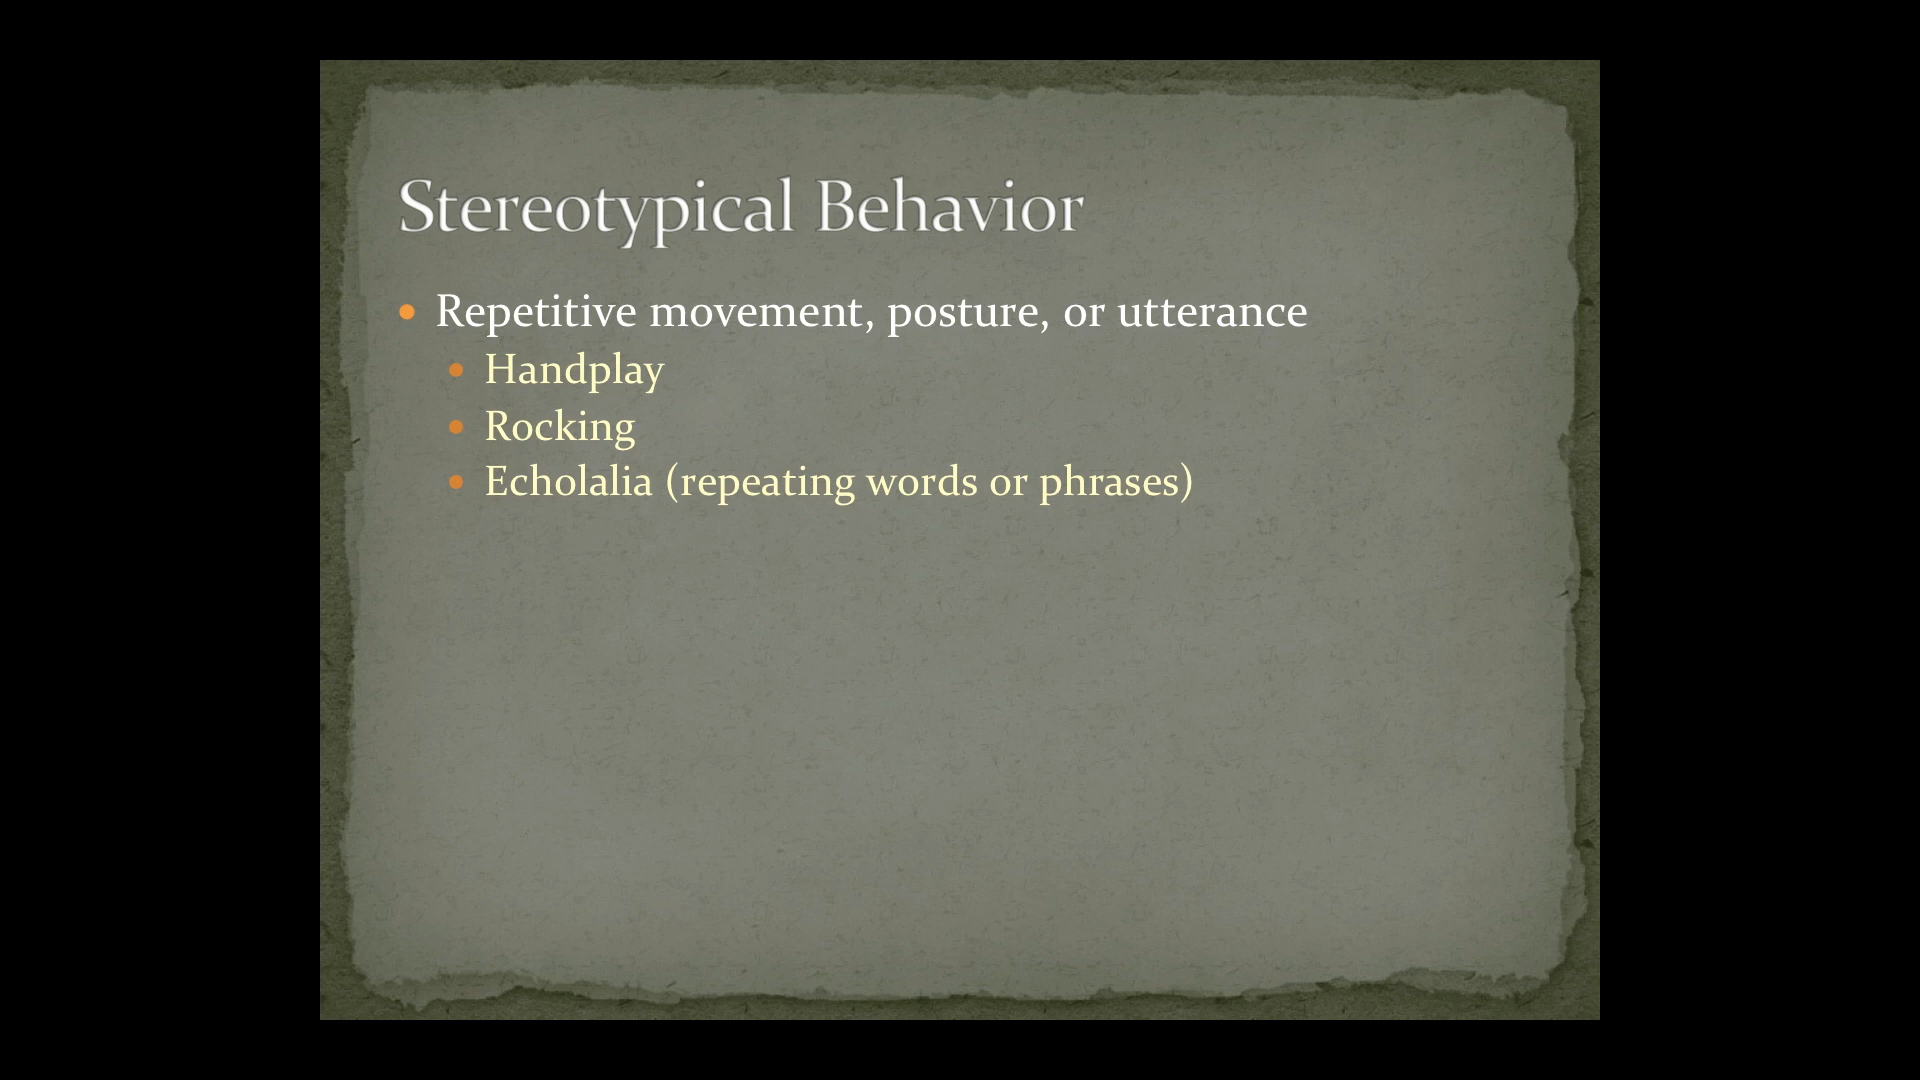 Stereotypical Behavior
Repetitive movement, posture, or utterance
Handplay
Rocking
Echolalia (repeating words or phrases)